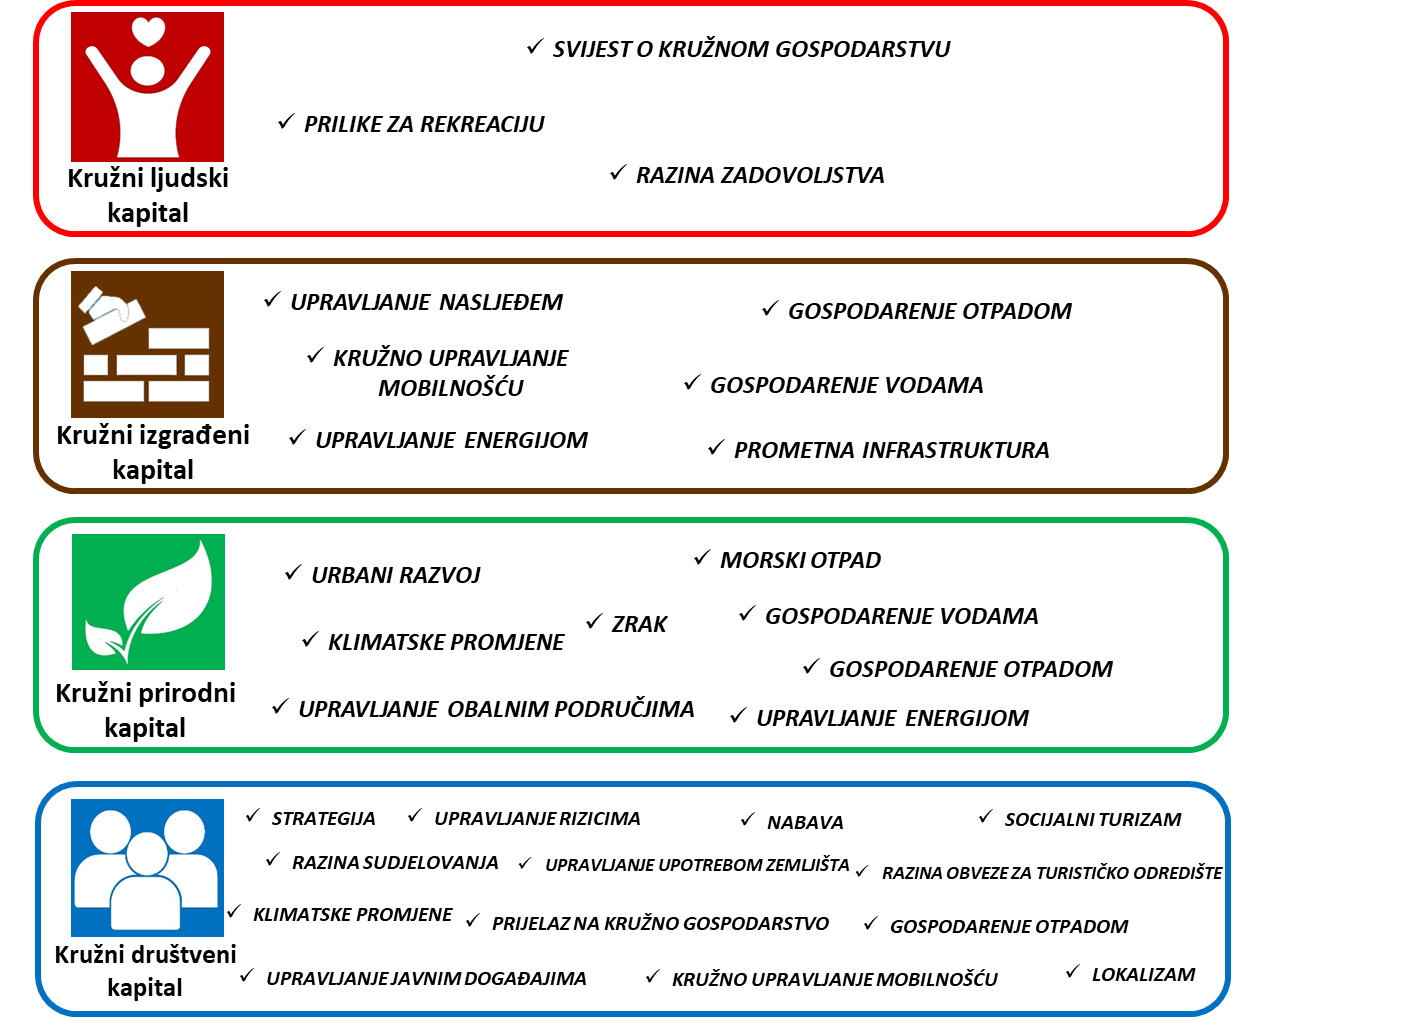 ✓ SVIJEST O KRUŽNOM GOSPODARSTVU
✓ PRILIKE ZA REKREACIJU
✓ RAZINA ZADOVOLJSTVA
Kružni ljudski
kapital
✓ UPRAVLJANJE NASLJEĐEM
✓ GOSPODARENJE OTPADOM
✓ KRUŽNO UPRAVLJANJE
MOBILNOŠĆU
✓ GOSPODARENJE VODAMA
✓ UPRAVLJANJE ENERGIJOM
✓ PROMETNA INFRASTRUKTURA
Kružni izgrađeni
kapital
✓ MORSKI OTPAD
✓ URBANI RAZVOJ
✓ GOSPODARENJE VODAMA
✓ ZRAK
✓ KLIMATSKE PROMJENE
✓ GOSPODARENJE OTPADOM
✓ UPRAVLJANJE OBALNIM PODRUČJIMA
✓ UPRAVLJANJE ENERGIJOM
Kružni prirodni
kapital
✓ STRATEGIJA
✓ UPRAVLJANJE RIZICIMA
✓ NABAVA
✓ SOCIJALNI TURIZAM
✓ RAZINA SUDJELOVANJA
✓ UPRAVLJANJE UPOTREBOM ZEMLJIŠTA
✓ RAZINA OBVEZE ZA TURISTIČKO ODREDIŠTE
✓ KLIMATSKE PROMJENE
✓ PRIJELAZ NA KRUŽNO GOSPODARSTVO
✓ GOSPODARENJE OTPADOM
✓ UPRAVLJANJE JAVNIM DOGAĐAJIMA
✓ KRUŽNO UPRAVLJANJE MOBILNOŠĆU
✓ LOKALIZAM
Kružni društveni
kapital